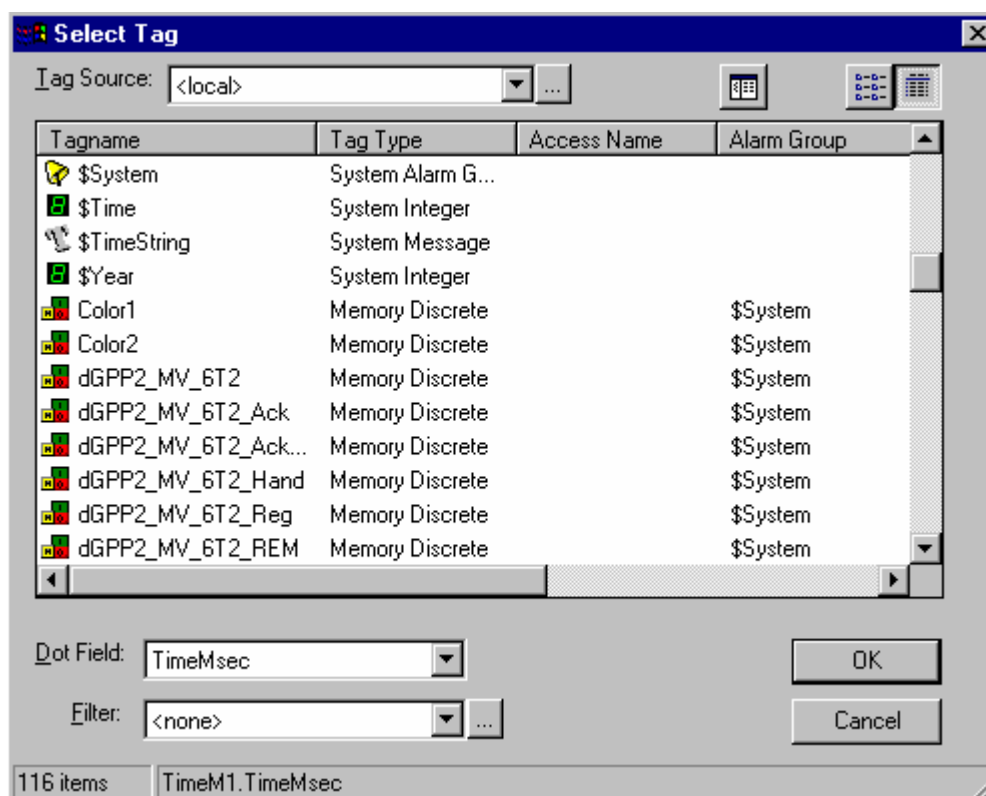 Select Tag
Tag Source: <local> ...
Tagname Tag Type Access Name Alarm Group
$System System Alarm G...
$Time System Integer
$TimeString System Message
$Year System Integer
Color1 Memory Discrete $System
Color2 Memory Discrete $System
dGPP2_MV_6T2 Memory Discrete $System
dGPP2_MV_6T2_Ack Memory Discrete $System
dGPP2_MV_6T2_Ack... Memory Discrete $System
dGPP2_MV_6T2_Hand Memory Discrete $System
dGPP2_MV_6T2_Reg Memory Discrete $System
dGPP2_MV_6T2_REM Memory Discrete $System
Dot Field: TimeMsec OK
Filter: <none> ... Cancel
116 items TimeM1.TimeMsec